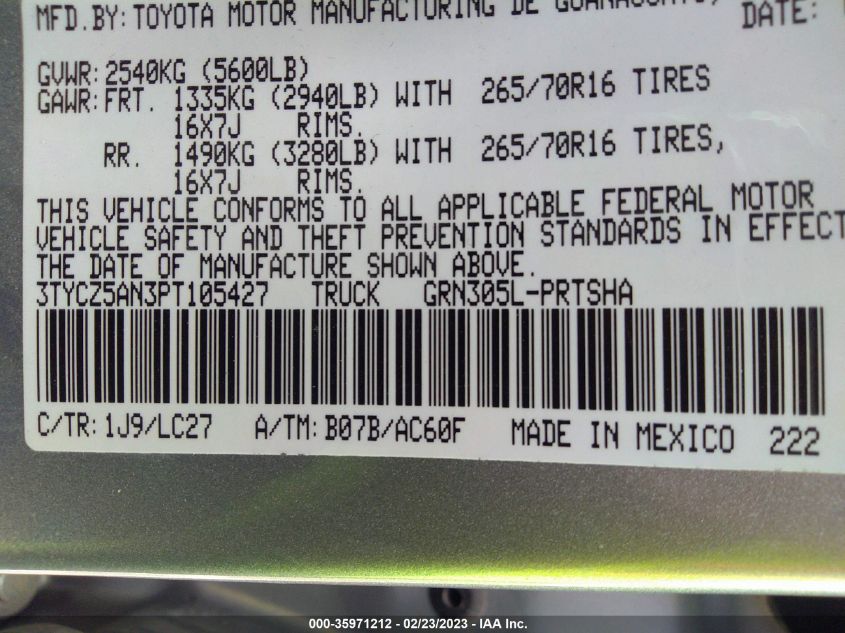 MFD.BY: TOYOTA MOTOR MANUFACTURING DE GUANAJUATO,
DATE:
GVWR: 2540KG (5600LB)
GAWR: FRT. 1335KG (2940LB) WITH 265/70R16 TIRES
16X7J RIMS.
RR. 1490KG (3280LB) WITH 265/70R16 TIRES,
16X7J RIMS.
THIS VEHICLE CONFORMS TO ALL APPLICABLE FEDERAL MOTOR
VEHICLE SAFETY AND THEFT PREVENTION STANDARDS IN EFFECT
THE DATE OF MANUFACTURE SHOWN ABOVE.
3TYCZ5AN3PT105427 TRUCK GRN305L-PRTSHA
C/TR: 1J9/LC27 A/TM: B07B/AC60F MADE IN MEXICO 222
000-35971212 - 02/23/2023 - IAA Inc.